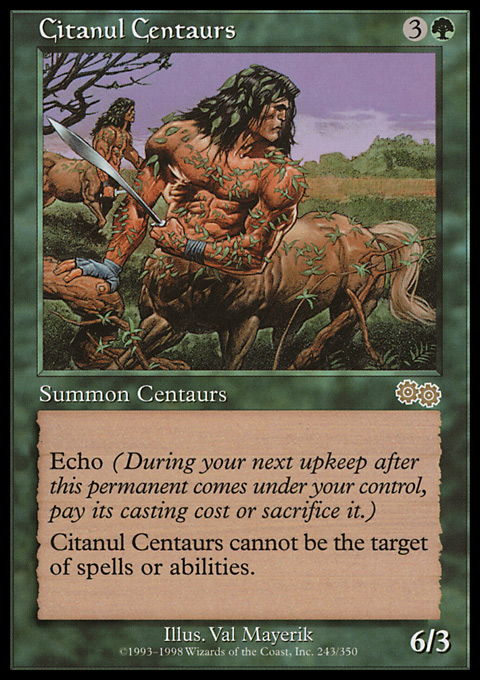 Citanul Centaurs 3
Summon Centaurs
Echo (During your next upkeep after
this permanent comes under your control,
pay its casting cost or sacrifice it.)
Citanul Centaurs cannot be the target
of spells or abilities.
Illus. Val Mayerik
©1993–1998 Wizards of the Coast, Inc. 243/350
6/3